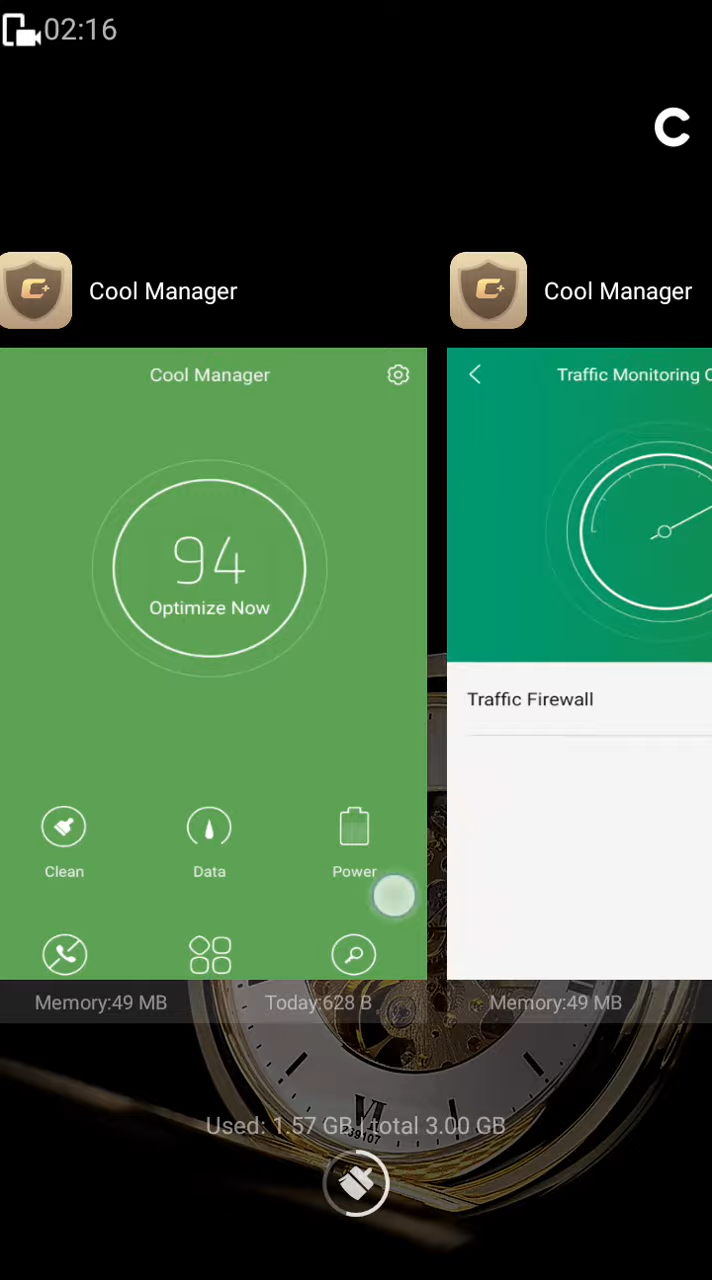 02:16
C
Cool Manager
Cool Manager
Cool Manager
Traffic Monitoring C
94
Optimize Now
Traffic Firewall
Clean
Data
Power
Memory:49 MB
Today:628 B
Memory:49 MB
VI
Used: 1.57 GB | total 3.00 GB